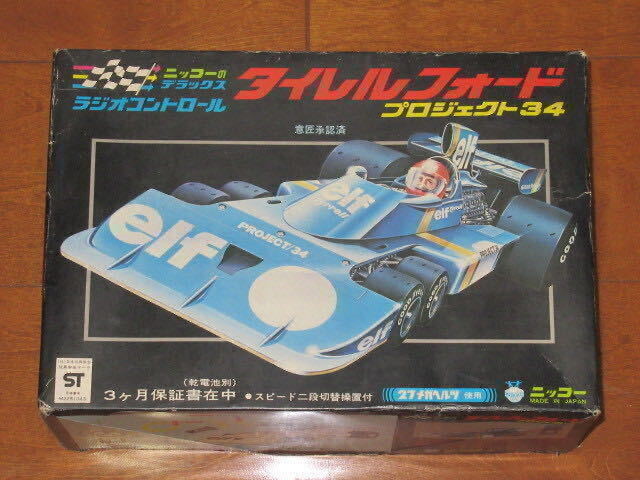 ニッコーの
デラックス
ラジオコントロール
タイレルフォード
プロジェクト34
意匠承認済
elf
elf
elf
PROJECT/34
elf
elf
ST
(乾電池別)
3ヶ月保証書在中 ●スピード二段切替操置付
27メガヘルツ 使用
ニッコー
MADE IN JAPAN